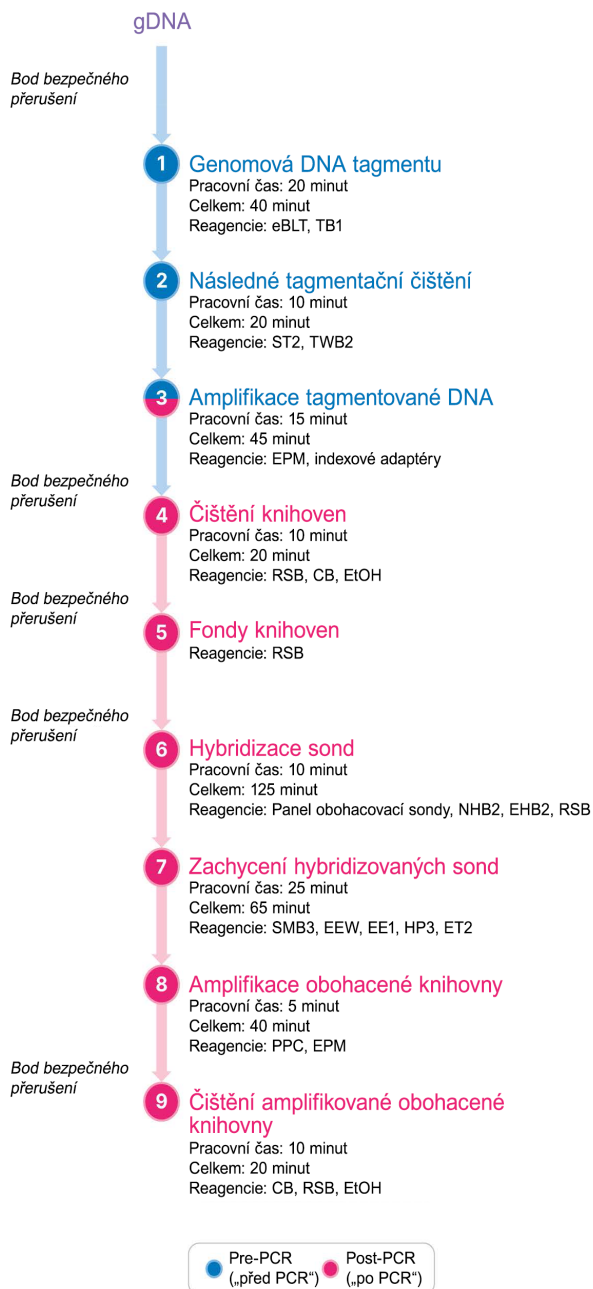 gDNA
Bod bezpečného
přerušení
1
Genomová DNA tagmentu
Pracovní čas: 20 minut
Celkem: 40 minut
Reagencie: eBLT, TB1
2
Následné tagmentační čištění
Pracovní čas: 10 minut
Celkem: 20 minut
Reagencie: ST2, TWB2
3
Amplifikace tagmentované DNA
Pracovní čas: 15 minut
Celkem: 45 minut
Reagencie: EPM, indexové adaptéry
Bod bezpečného
přerušení
4
Čištění knihoven
Pracovní čas: 10 minut
Celkem: 20 minut
Reagencie: RSB, CB, EtOH
Bod bezpečného
přerušení
5
Fondy knihoven
Reagencie: RSB
Bod bezpečného
přerušení
6
Hybridizace sond
Pracovní čas: 10 minut
Celkem: 125 minut
Reagencie: Panel obohacovací sondy, NHB2, EHB2, RSB
7
Zachycení hybridizovaných sond
Pracovní čas: 25 minut
Celkem: 65 minut
Reagencie: SMB3, EEW, EE1, HP3, ET2
8
Amplifikace obohacené knihovny
Pracovní čas: 5 minut
Celkem: 40 minut
Reagencie: PPC, EPM
Bod bezpečného
přerušení
9
Čištění amplifikované obohacené
knihovny
Pracovní čas: 10 minut
Celkem: 20 minut
Reagencie: CB, RSB, EtOH
Pre-PCR
(„před PCR“)
Post-PCR
(„po PCR“)